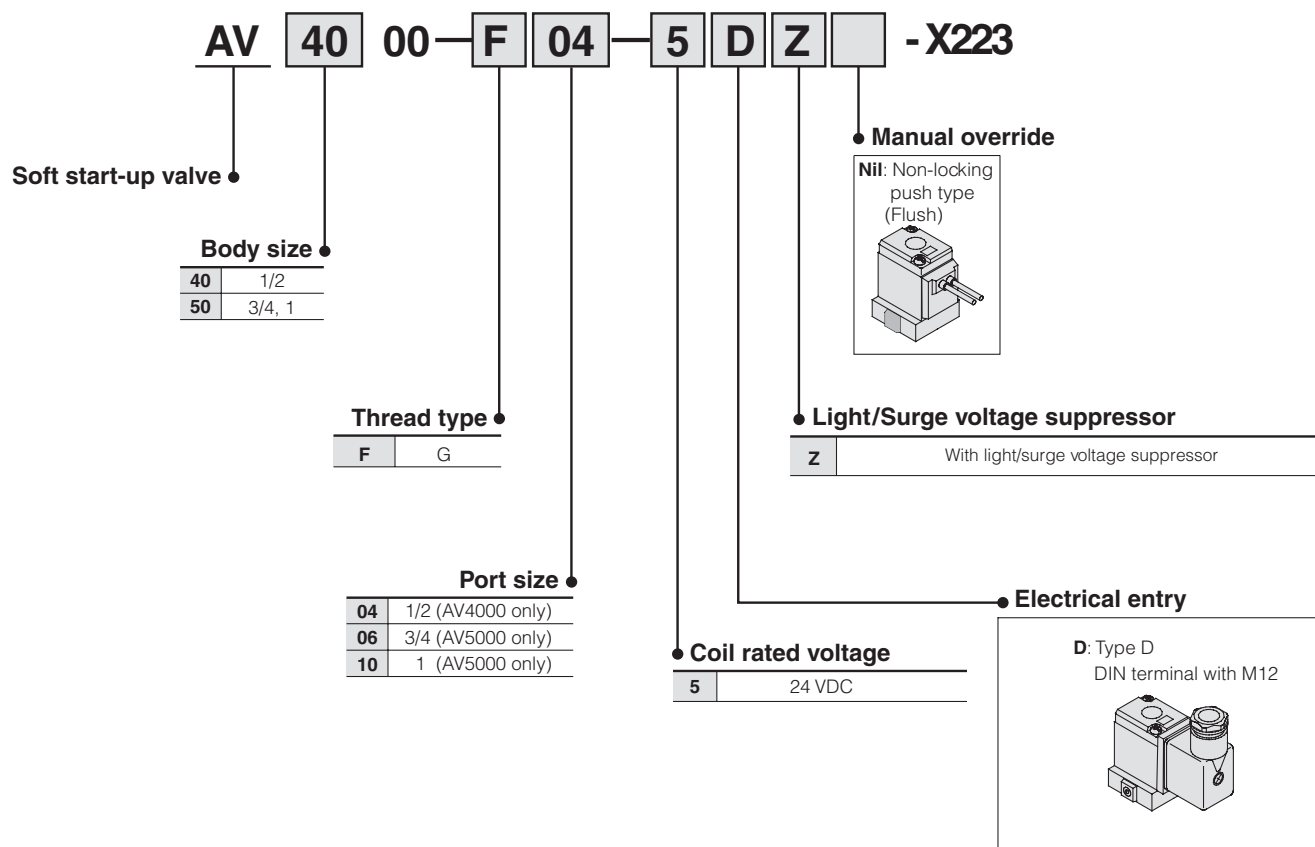 AV 40 00 — F 04 — 5 D Z - X223
Manual override
Nil: Non-locking
push type
(Flush)
Soft start-up valve
Body size
40 1/2
50 3/4, 1
Thread type
F G
Light/Surge voltage suppressor
Z With light/surge voltage suppressor
Port size
04 1/2 (AV4000 only)
06 3/4 (AV5000 only)
10 1 (AV5000 only)
Coil rated voltage
5 24 VDC
Electrical entry
D: Type D
DIN terminal with M12